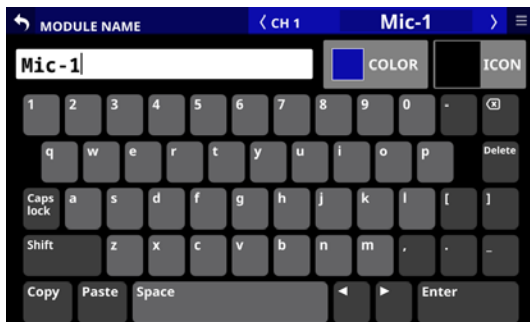 MODULE NAME CH 1 Mic-1
Mic-1 COLOR ICON
1 2 3 4 5 6 7 8 9 0 -
q w e r t y u i o p Delete
Caps lock a s d f g h j k l [ ]
Shift z x c v b n m , . _
Copy Paste Space ◄ ► Enter